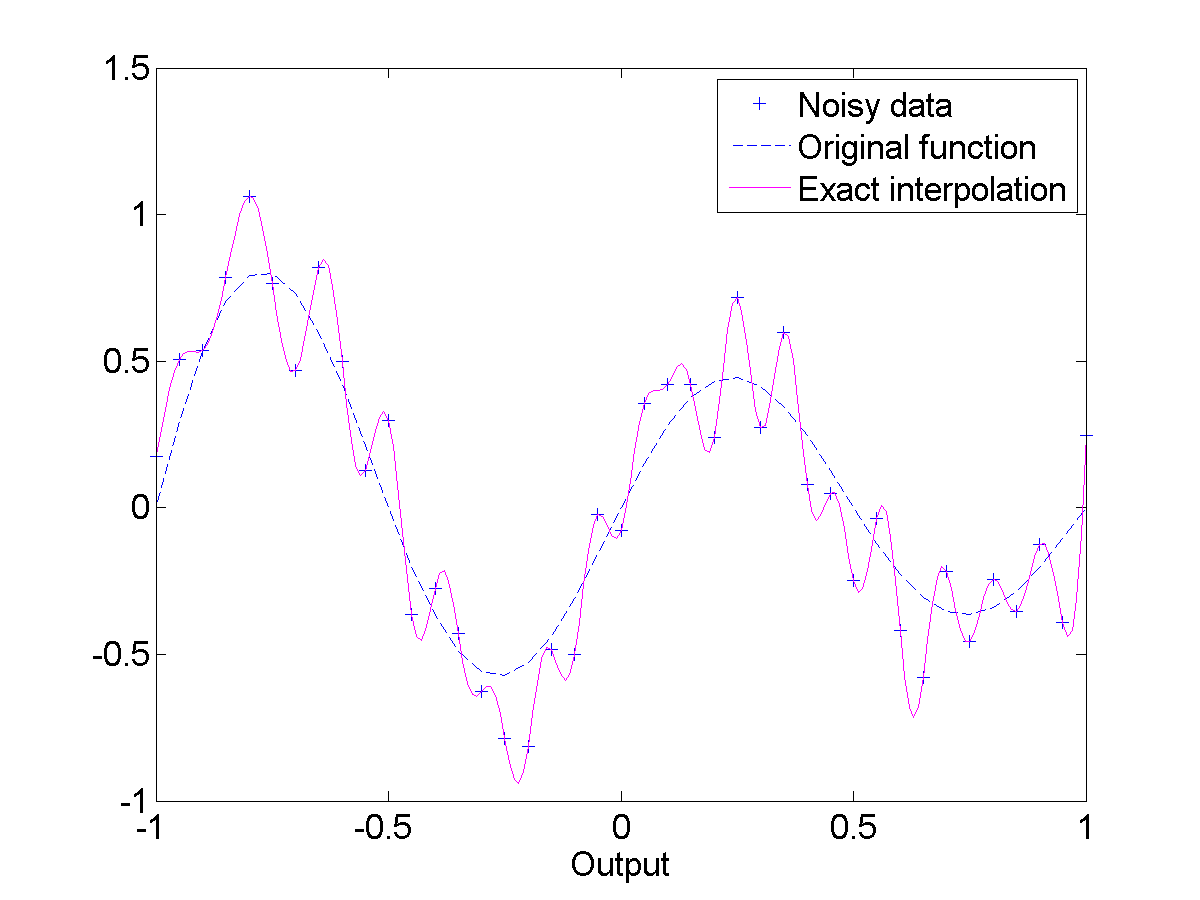 1.5
1
0.5
0
-0.5
-1
-1
-0.5
0
0.5
1
Output
Noisy data
Original function
Exact interpolation